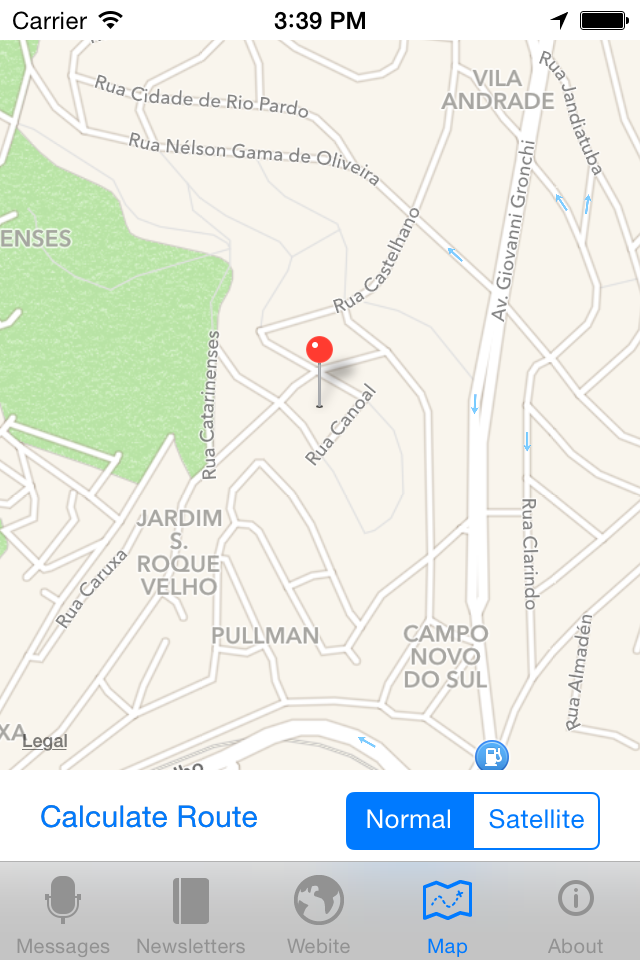 Carrier
3:39 PM
Rua Cidade de Rio Pardo
VILA
ANDRADE
Rua Jandiatuba
Rua Nélson Gama de Oliveira
Av. Giovanni Gronchi
ENSES
Rua Castelhano
Rua Catarinenses
Rua Canoal
JARDIM
S.
ROQUE
VELHO
Rua Caruxa
Rua Clarindo
PULLMAN
CAMPO
NOVO
DO SUL
Rua Almadén
XA
Legal
Calculate Route
Normal
Satellite
Messages
Newsletters
Webite
Map
About